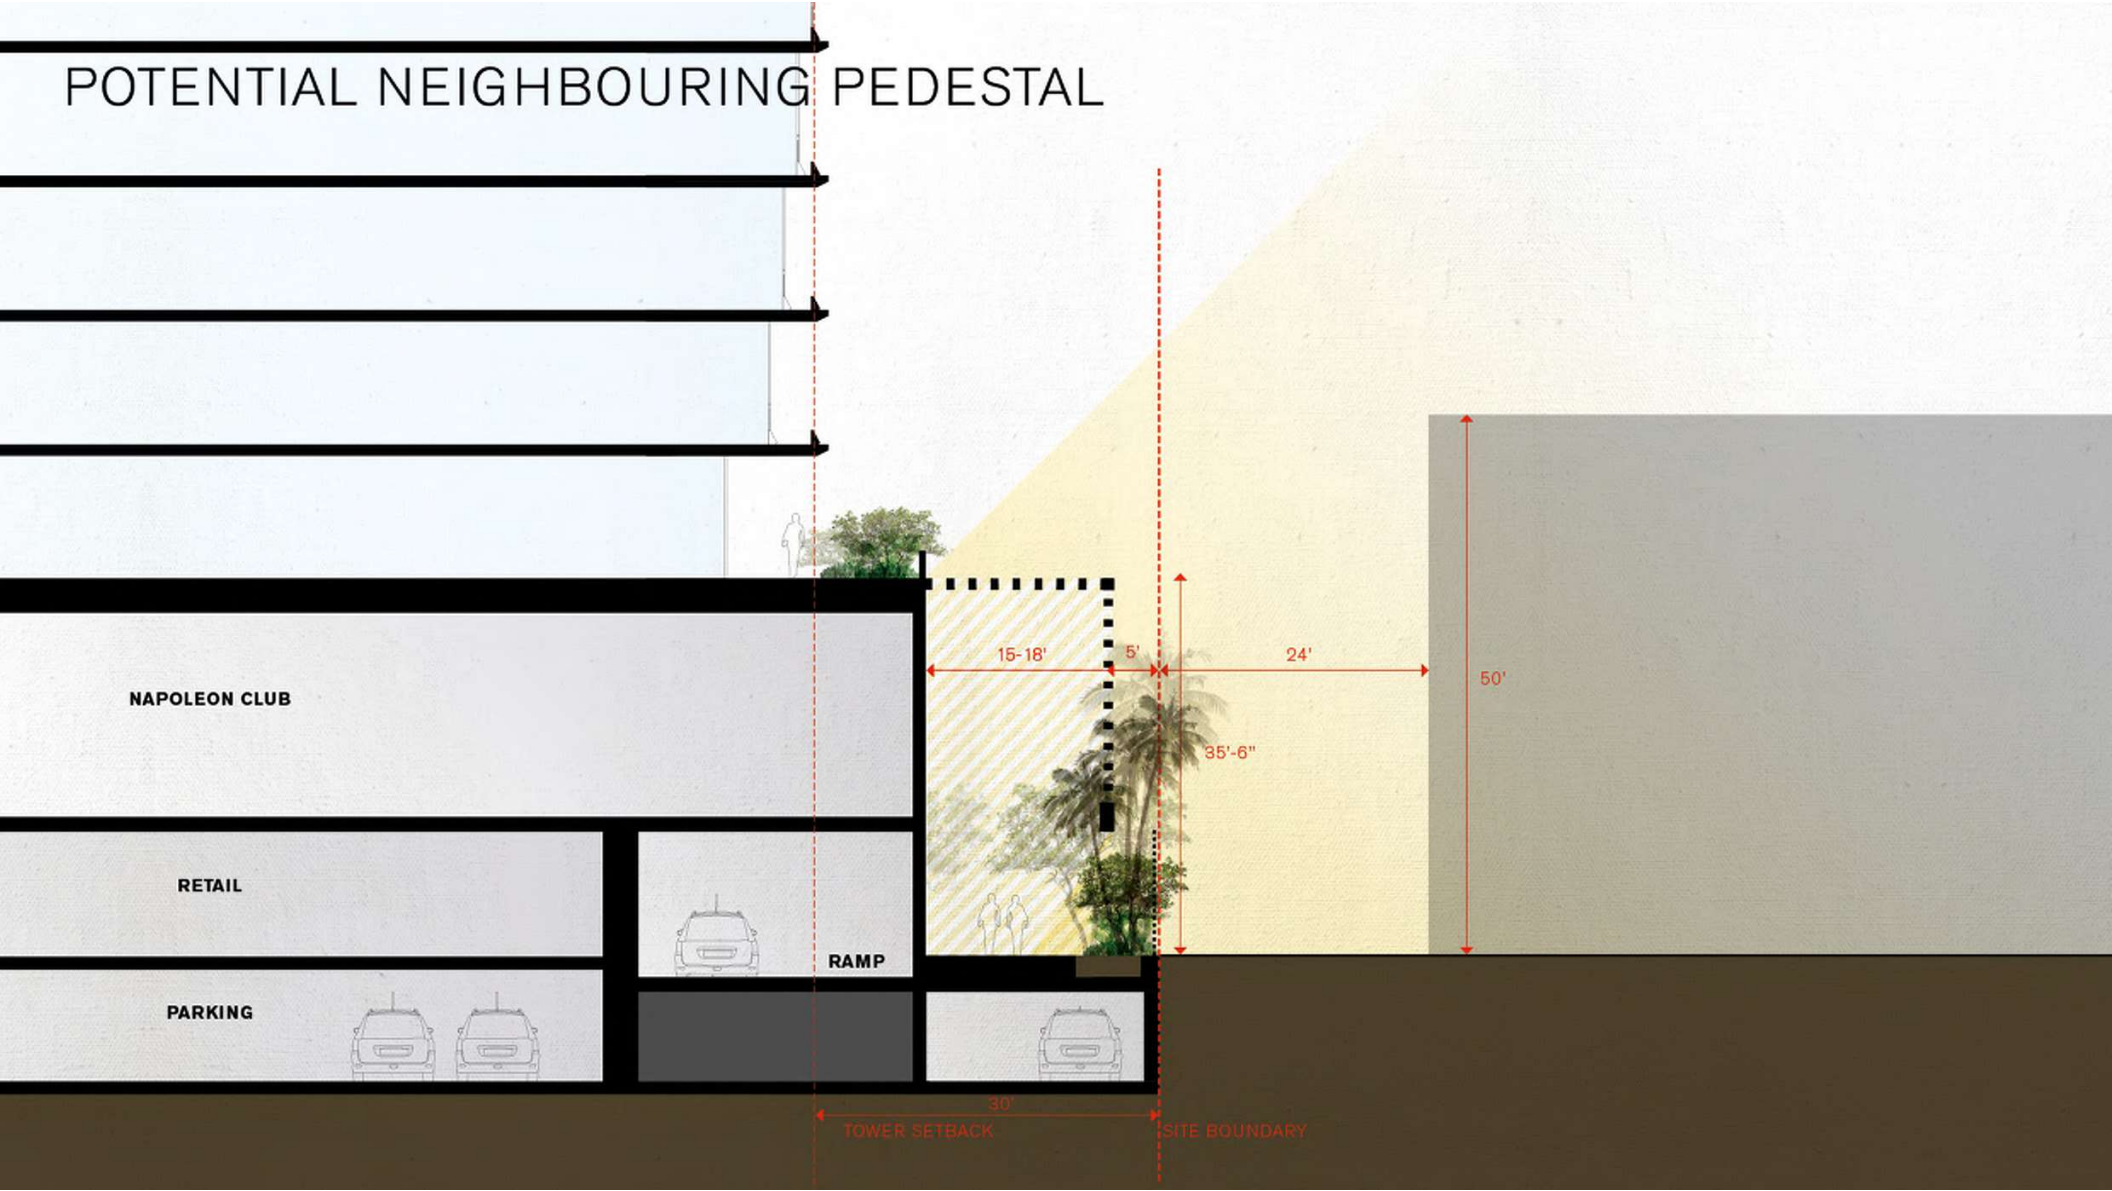 POTENTIAL NEIGHBOURING PEDESTAL
15-18'
5'
24'
50'
NAPOLEON CLUB
35'-6"
RETAIL
RAMP
PARKING
30'
TOWER SETBACK
SITE BOUNDARY